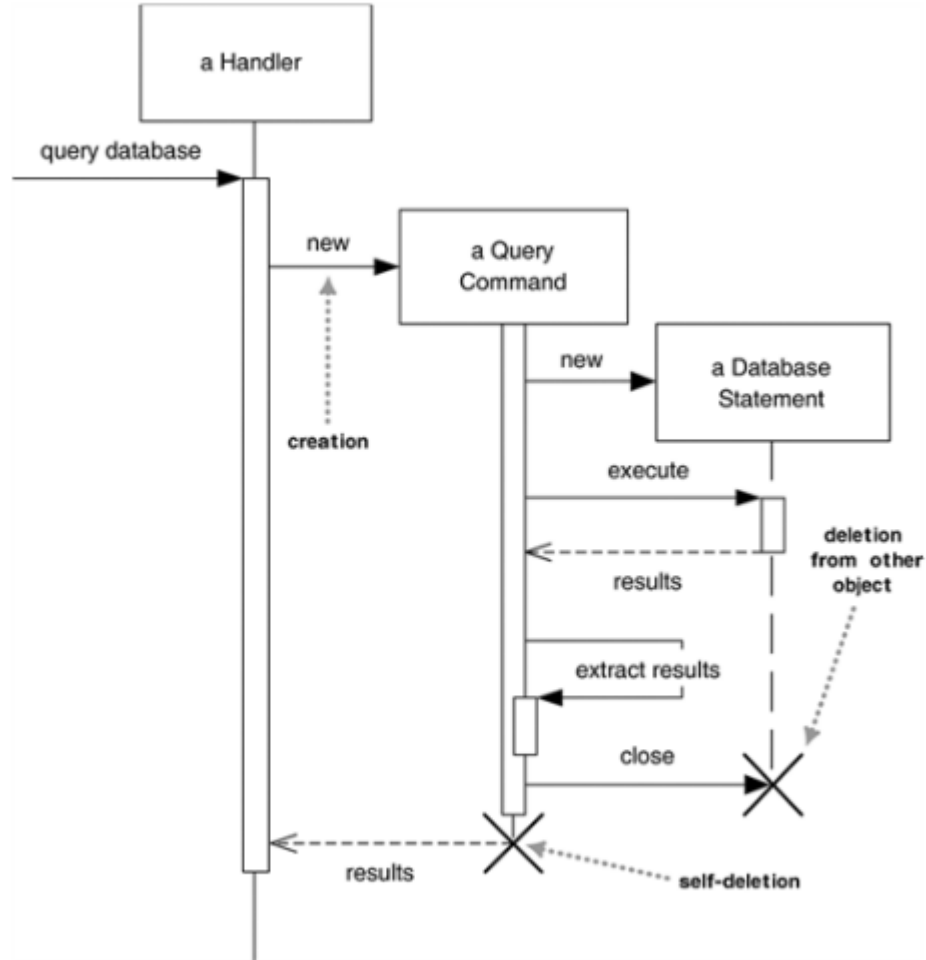 a Handler
query database
new
a Query
Command
new
a Database
Statement
creation
execute
deletion
from other
object
results
extract results
close
results
self-deletion